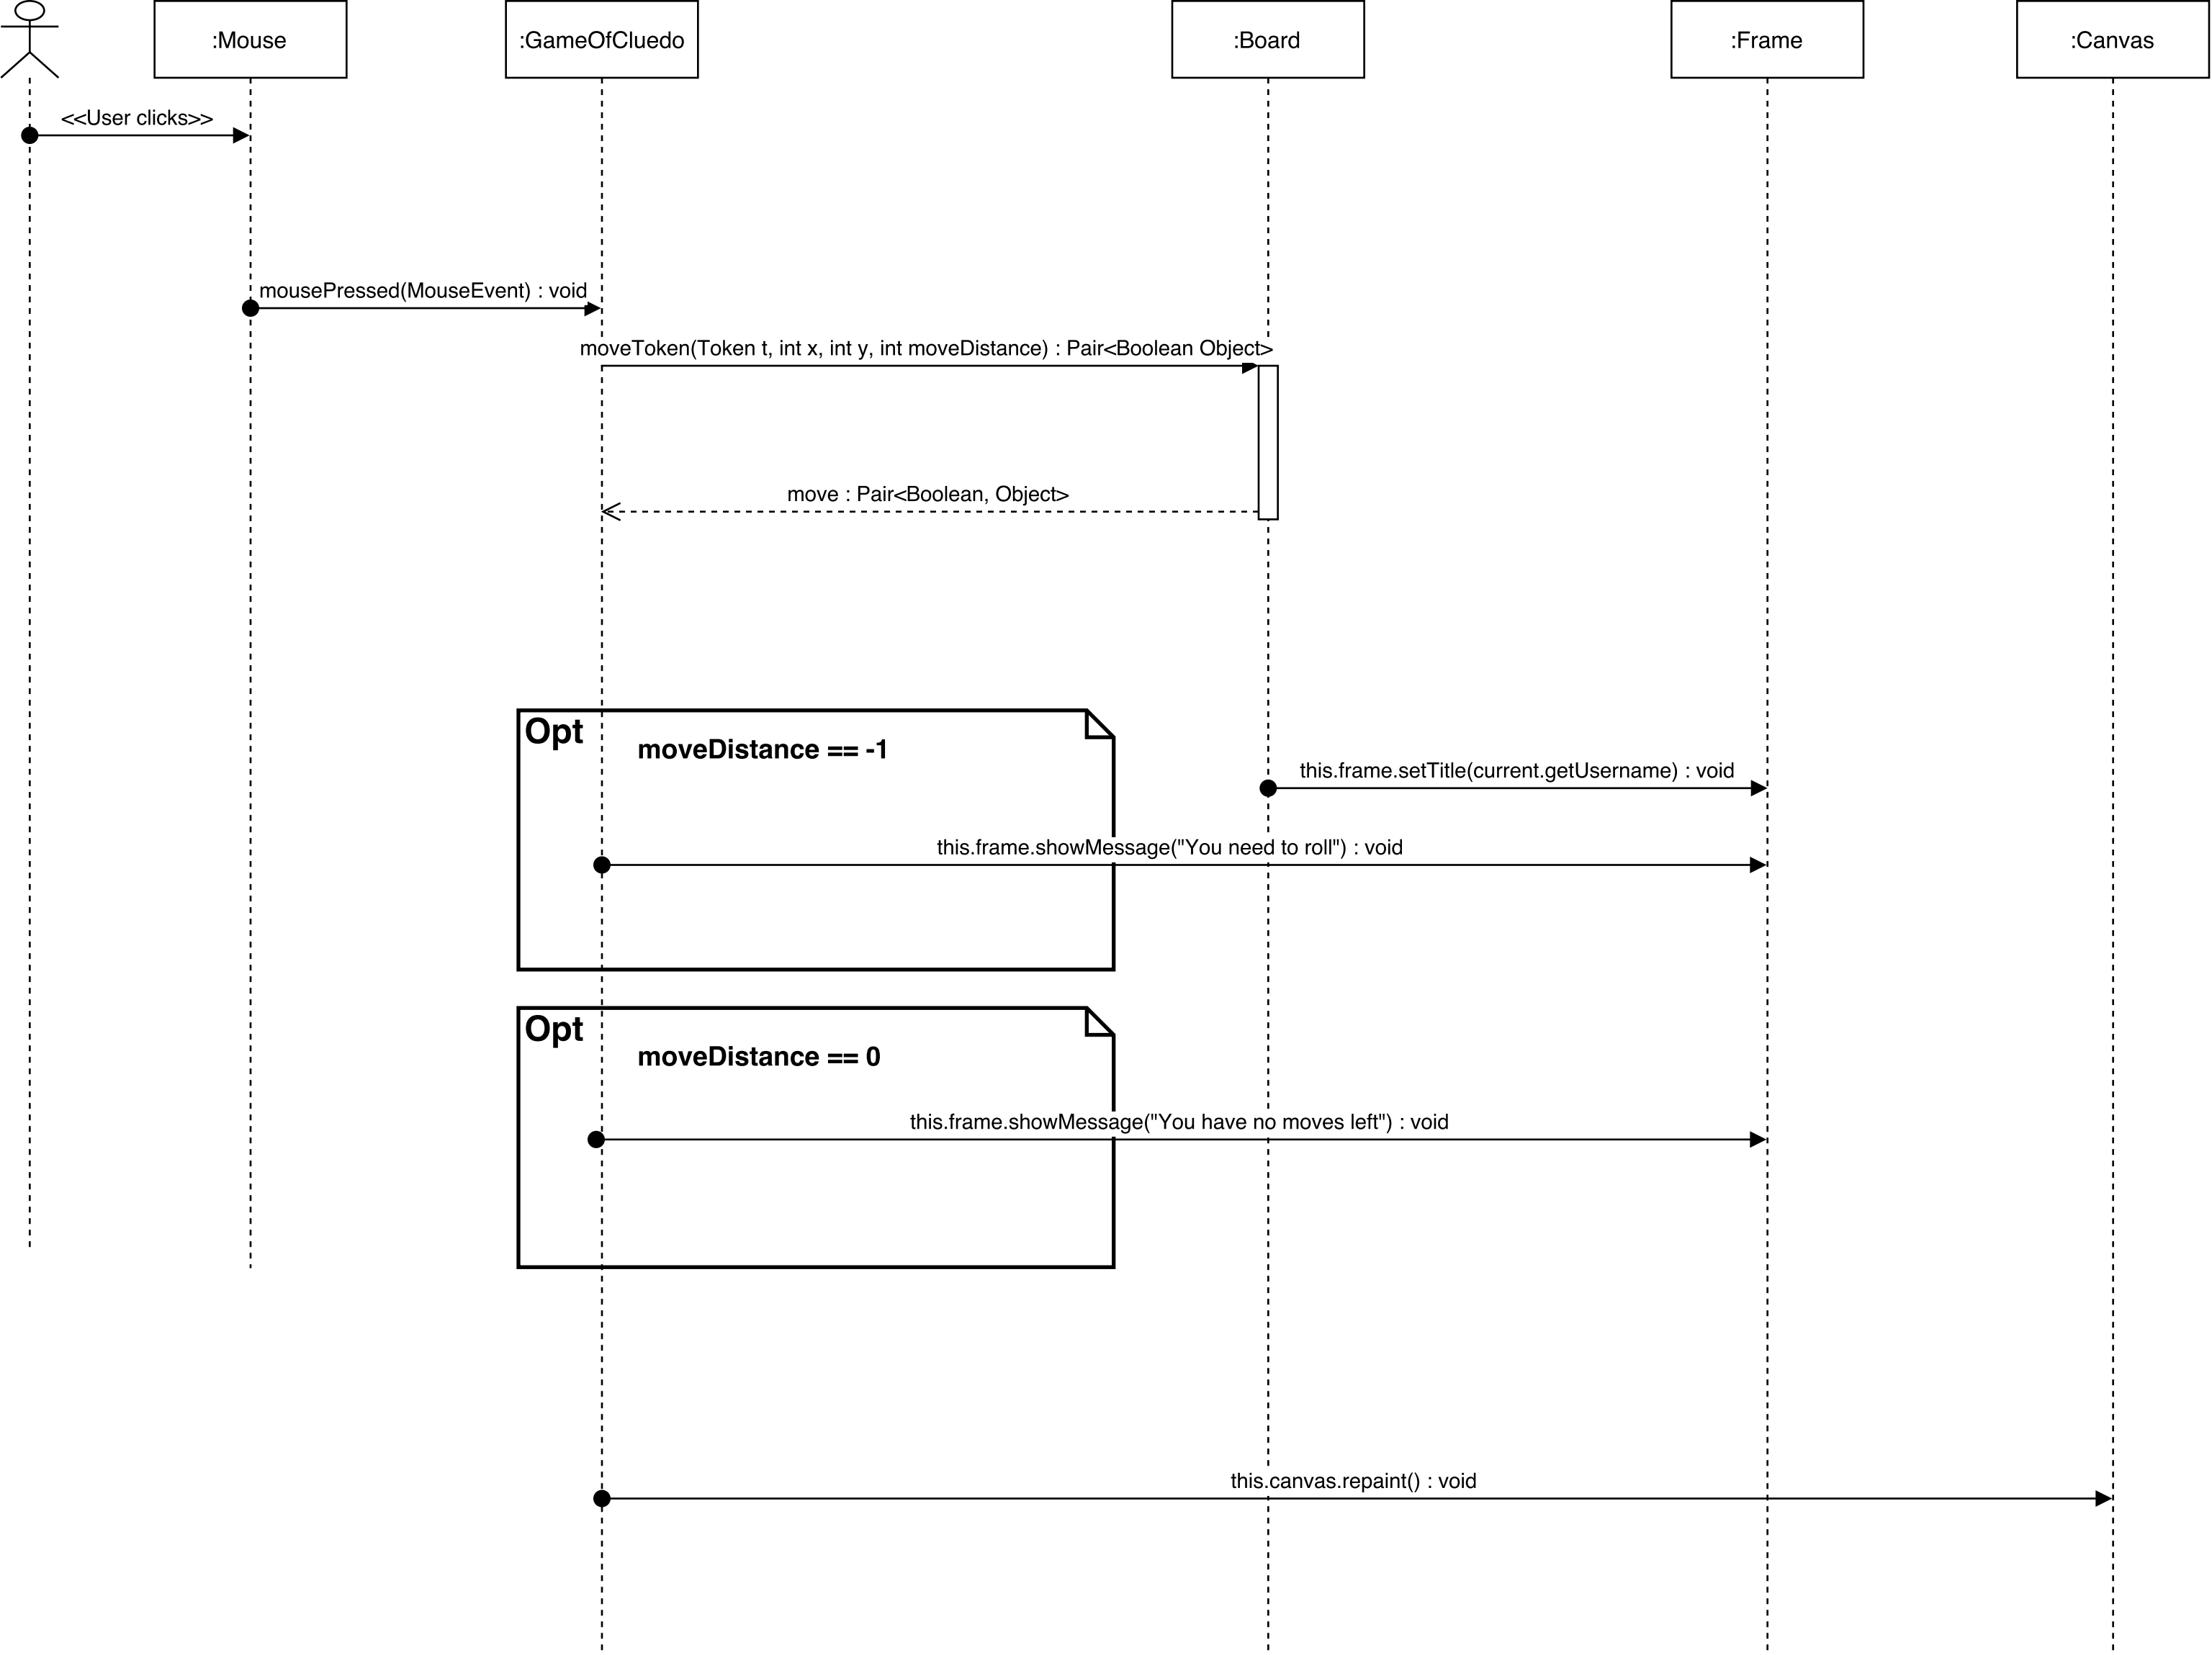 :Mouse
:GameOfCluedo
:Board
:Frame
:Canvas
<<User clicks>>
mousePressed(MouseEvent) : void
moveToken(Token t, int x, int y, int moveDistance) : Pair<Boolean Object>
move : Pair<Boolean, Object>
Opt
moveDistance == -1
this.frame.setTitle(current.getUsername) : void
this.frame.showMessage("You need to roll") : void
Opt
moveDistance == 0
this.frame.showMessage("You have no moves left") : void
this.canvas.repaint() : void